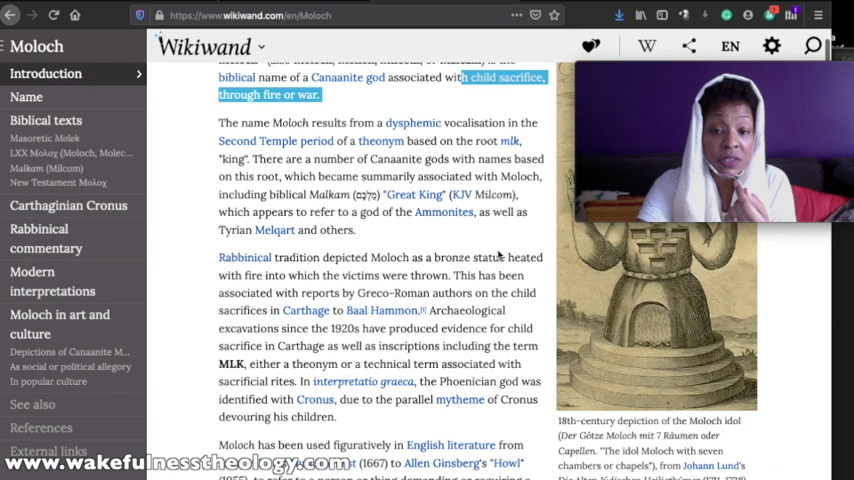 https://www.wikiwand.com/en/Moloch
Moloch
Wikiwand
EN
Introduction
Name
Biblical texts
Masoretic Molek
LXX Μολοχ (Moloch, Molec...
Malkam (Milcom)
New Testament Μολοχ
Carthaginian Cronus
Rabbinical
commentary
Modern
interpretations
Moloch in art and
culture
Depictions of Canaanite M...
As social or political allegory
In popular culture
See also
References
External links
biblical name of a Canaanite god associated with child sacrifice,
through fire or war.
The name Moloch results from a dysphemic vocalisation in the
Second Temple period of a theonym based on the root mlk,
"king". There are a number of Canaanite gods with names based
on this root, which became summarily associated with Moloch,
including biblical Malkam (מַלְכָּם) "Great King" (KJV Milcom),
which appears to refer to a god of the Ammonites, as well as
Tyrian Melqart and others.
Rabbinical tradition depicted Moloch as a bronze statue heated
with fire into which the victims were thrown. This has been
associated with reports by Greco-Roman authors on the child
sacrifices in Carthage to Baal Hammon.[1] Archaeological
excavations since the 1920s have produced evidence for child
sacrifice in Carthage as well as inscriptions including the term
MLK, either a theonym or a technical term associated with
sacrificial rites. In interpretatio graeca, the Phoenician god was
identified with Cronus, due to the parallel mytheme of Cronus
devouring his children.
Moloch has been used figuratively in English literature from
(1667) to Allen Ginsberg's "Howl"
18th-century depiction of the Moloch idol
(Der Götze Moloch mit 7 Räumen oder
Capellen. "The idol Moloch with seven
chambers or chapels"), from Johann Lund's
www.wakefulnesstheology.com